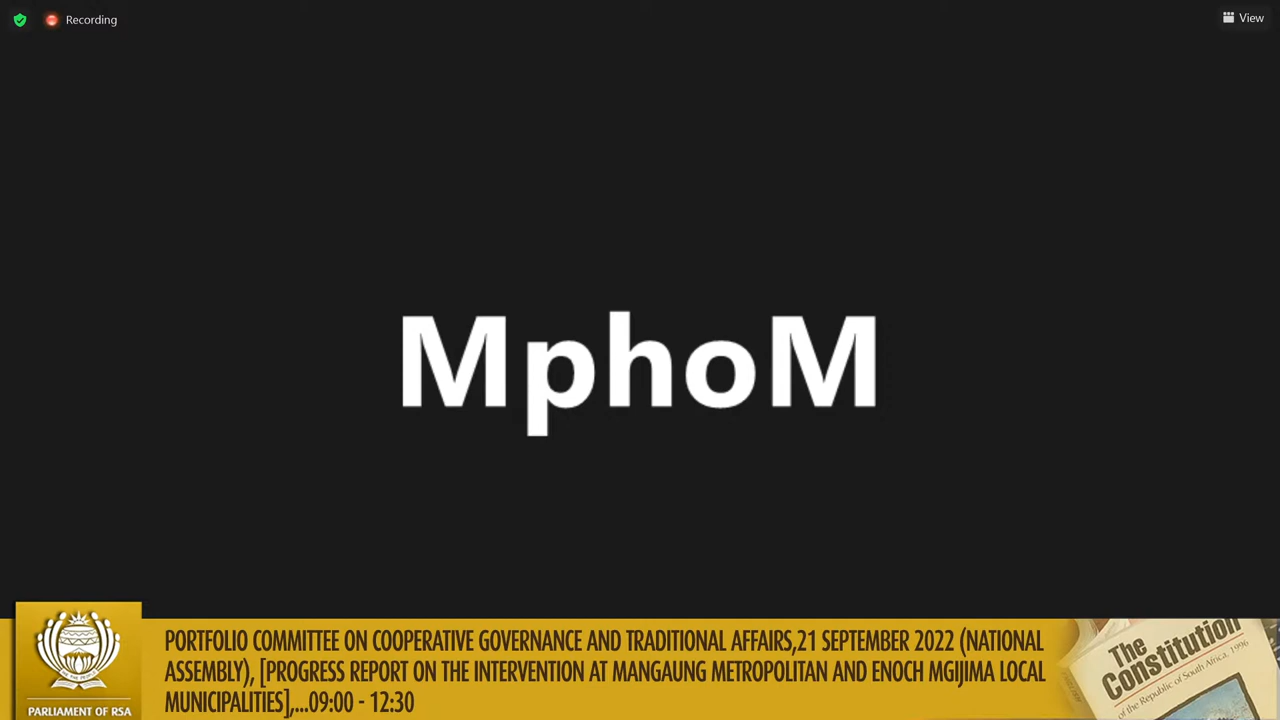 Recording
View
MphoM
PORTFOLIO COMMITTEE ON COOPERATIVE GOVERNANCE AND TRADITIONAL AFFAIRS,21 SEPTEMBER 2022 (NATIONAL
ASSEMBLY), [PROGRESS REPORT ON THE INTERVENTION AT MANGAUNG METROPOLITAN AND ENOCH MGIJIMA LOCAL
MUNICIPALITIES],...09:00 - 12:30
PARLIAMENT OF RSA
The
Constitution
of the Republic of South Africa, 1996